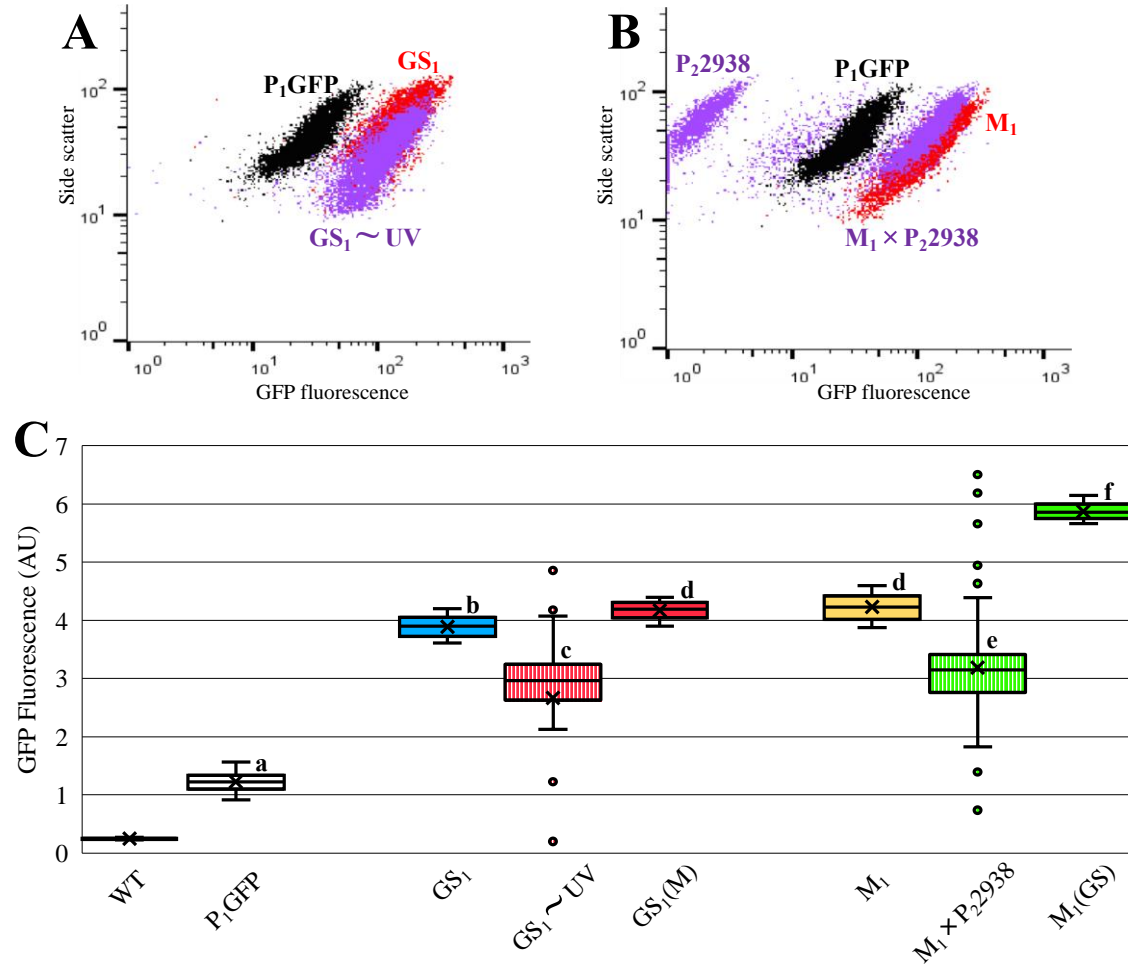 A
P₁GFP
GS₁
GS₁～UV
Side scatter
10²
10¹
10⁰
10⁰ 10¹ 10² 10³
GFP fluorescence
B
P₂2938
P₁GFP
M₁
M₁×P₂2938
Side scatter
10²
10¹
10⁰
10⁰ 10¹ 10² 10³
GFP fluorescence
C
GFP Fluorescence (AU)
7
6
5
4
3
2
1
0
a
b
c
d
d
e
f
WT
P₁GFP
GS₁
GS₁～UV
GS₁(M)
M₁
M₁×P₂2938
M₁(GS)